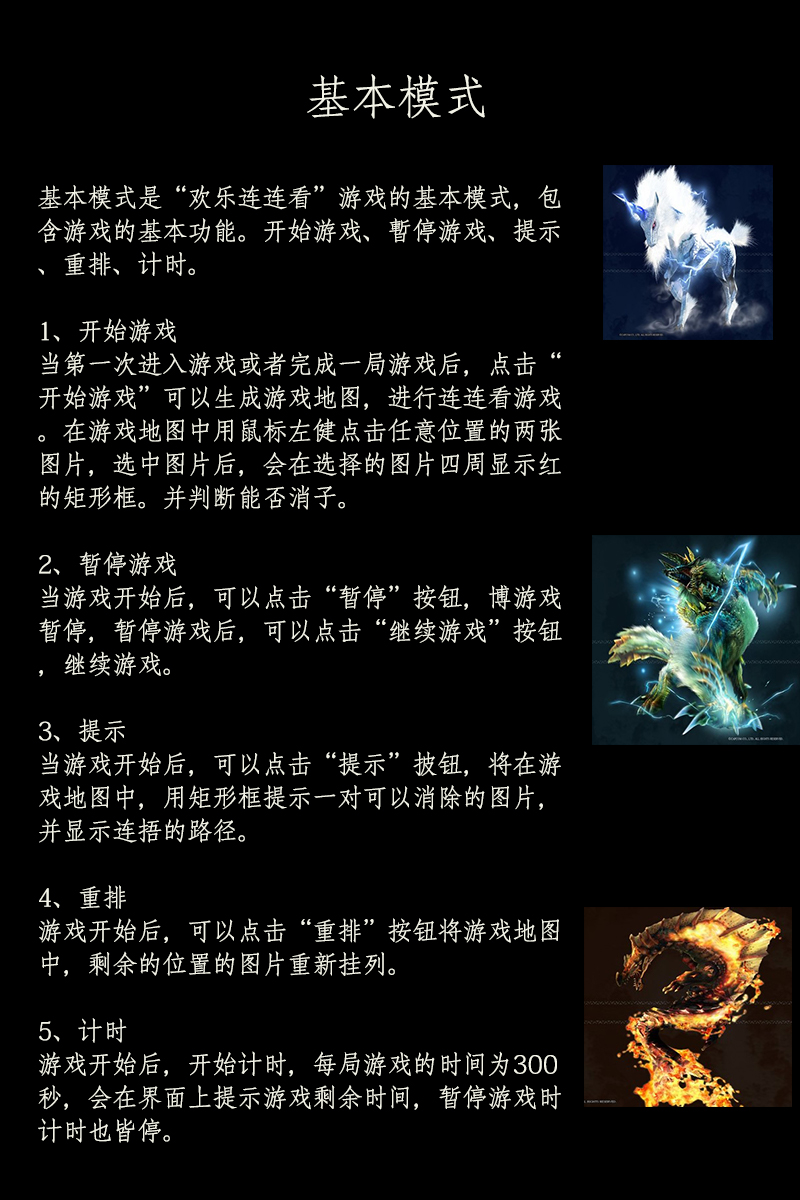 基本模式
基本模式是“欢乐连连看”游戏的基本模式，包
含游戏的基本功能。开始游戏、暫停游戏、提示
、重排、计时。
1、开始游戏
当第一次进入游戏或者完成一局游戏后，点击“
开始游戏”可以生成游戏地图，进行连连看游戏
。在游戏地图中用鼠标左健点击任意位置的两张
图片，选中图片后，会在选择的图片四周显示红
的矩形框。并判断能否消子。
2、暂停游戏
当游戏开始后，可以点击“暂停”按钮，博游戏
暂停，暂停游戏后，可以点击“继续游戏”按钮
，继续游戏。
3、提示
当游戏开始后，可以点击“提示”披钮，将在游
戏地图中，用矩形框提示一对可以消除的图片，
并显示连捂的路径。
4、重排
游戏开始后，可以点击“重排”按钮将游戏地图
中，剩余的位置的图片重新挂列。
5、计时
游戏开始后，开始计时，每局游戏的时间为300
秒，会在界面上提示游戏剩余时间，暂停游戏时
计时也皆停。